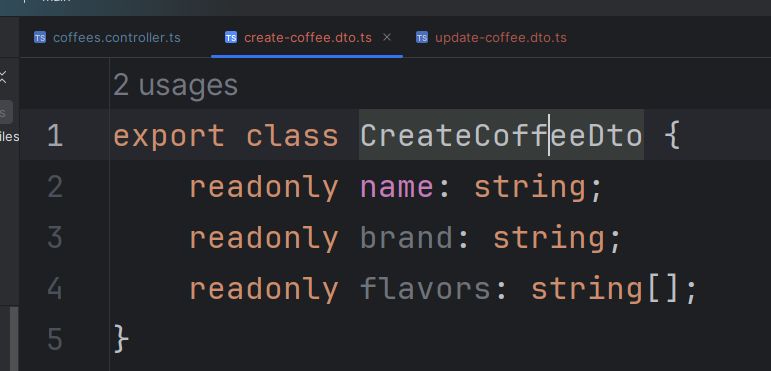 main
TS coffees.controller.ts TS create-coffee.dto.ts × TS update-coffee.dto.ts
2 usages
s
iles
1 export class CreateCoffeeDto {
2 readonly name: string;
3 readonly brand: string;
4 readonly flavors: string[];
5 }